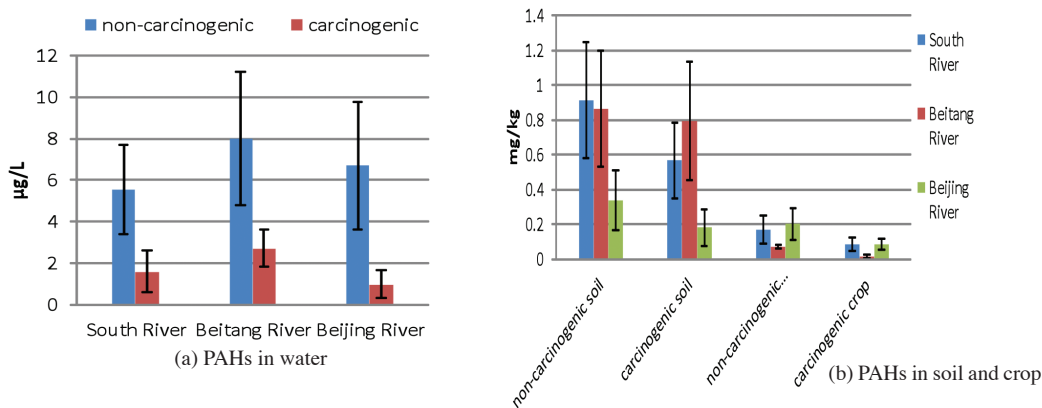 non-carcinogenic carcinogenic
12
10
8
6
4
2
0
µg/L
South River Beitang River Beijing River
(a) PAHs in water
1.4
1.2
1
0.8
0.6
0.4
0.2
0
mg/kg
non-carcinogenic soil
carcinogenic soil
non-carcinogenic...
carcinogenic crop
South
River
Beitang
River
Beijing
River
(b) PAHs in soil and crop